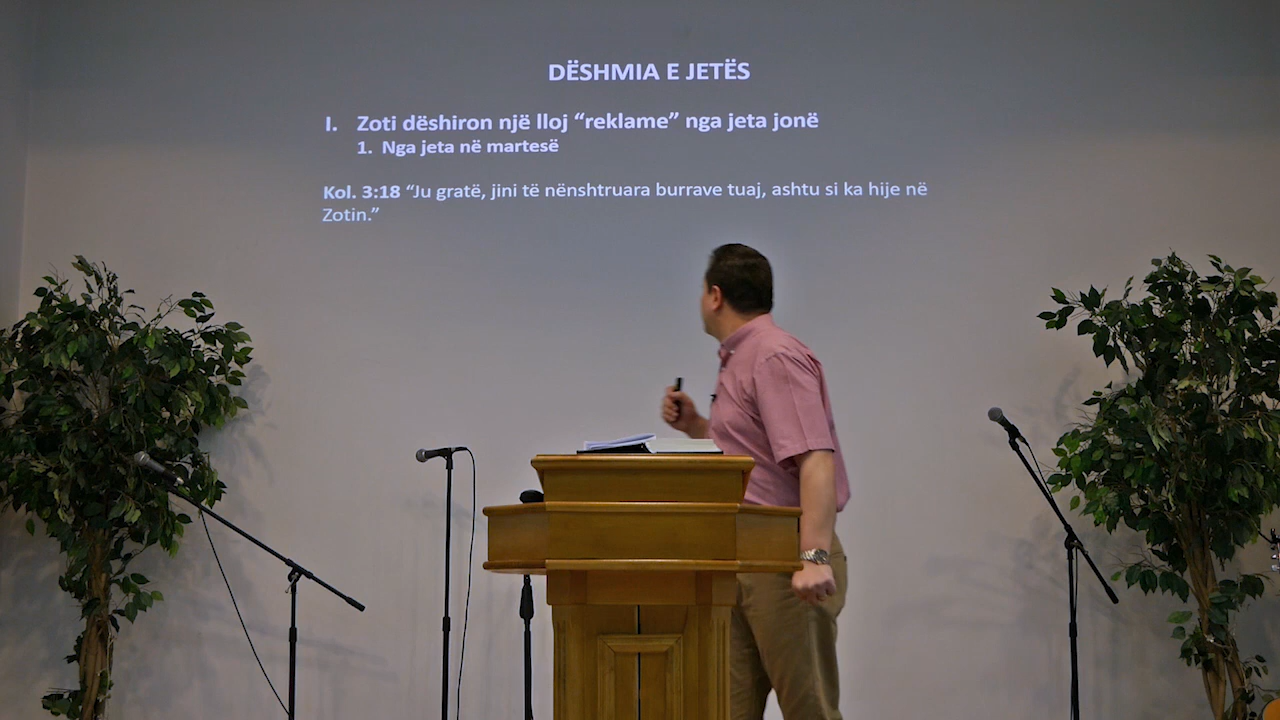 DËSHMIA E JETËS
I. Zoti dëshiron një lloj “reklame” nga jeta jonë
1. Nga jeta në martesë
Kol. 3:18 “Ju gratë, jini të nënshtruara burrave tuaj, ashtu si ka hije në
Zotin.”